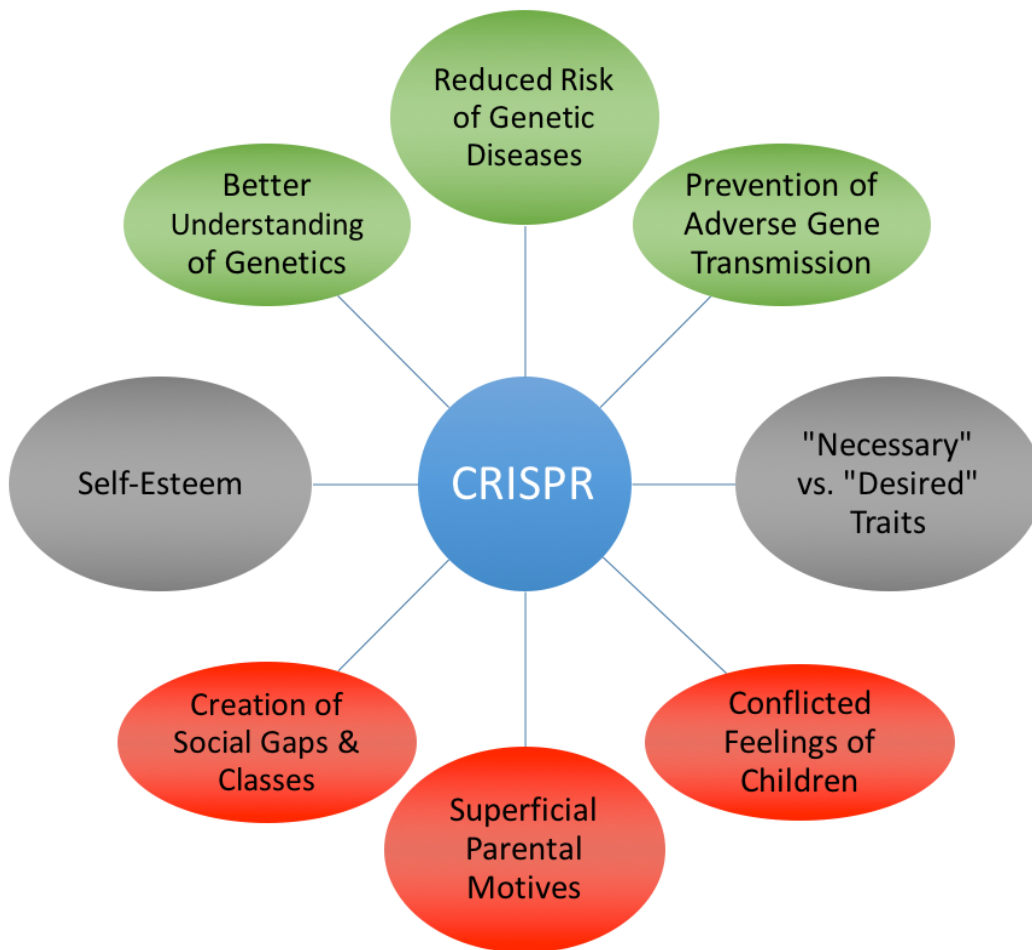 Reduced Risk
of Genetic
Diseases
Better
Understanding
of Genetics
Prevention of
Adverse Gene
Transmission
Self-Esteem
CRISPR
"Necessary"
vs. "Desired"
Traits
Creation of
Social Gaps &
Classes
Superficial
Parental
Motives
Conflicted
Feelings of
Children